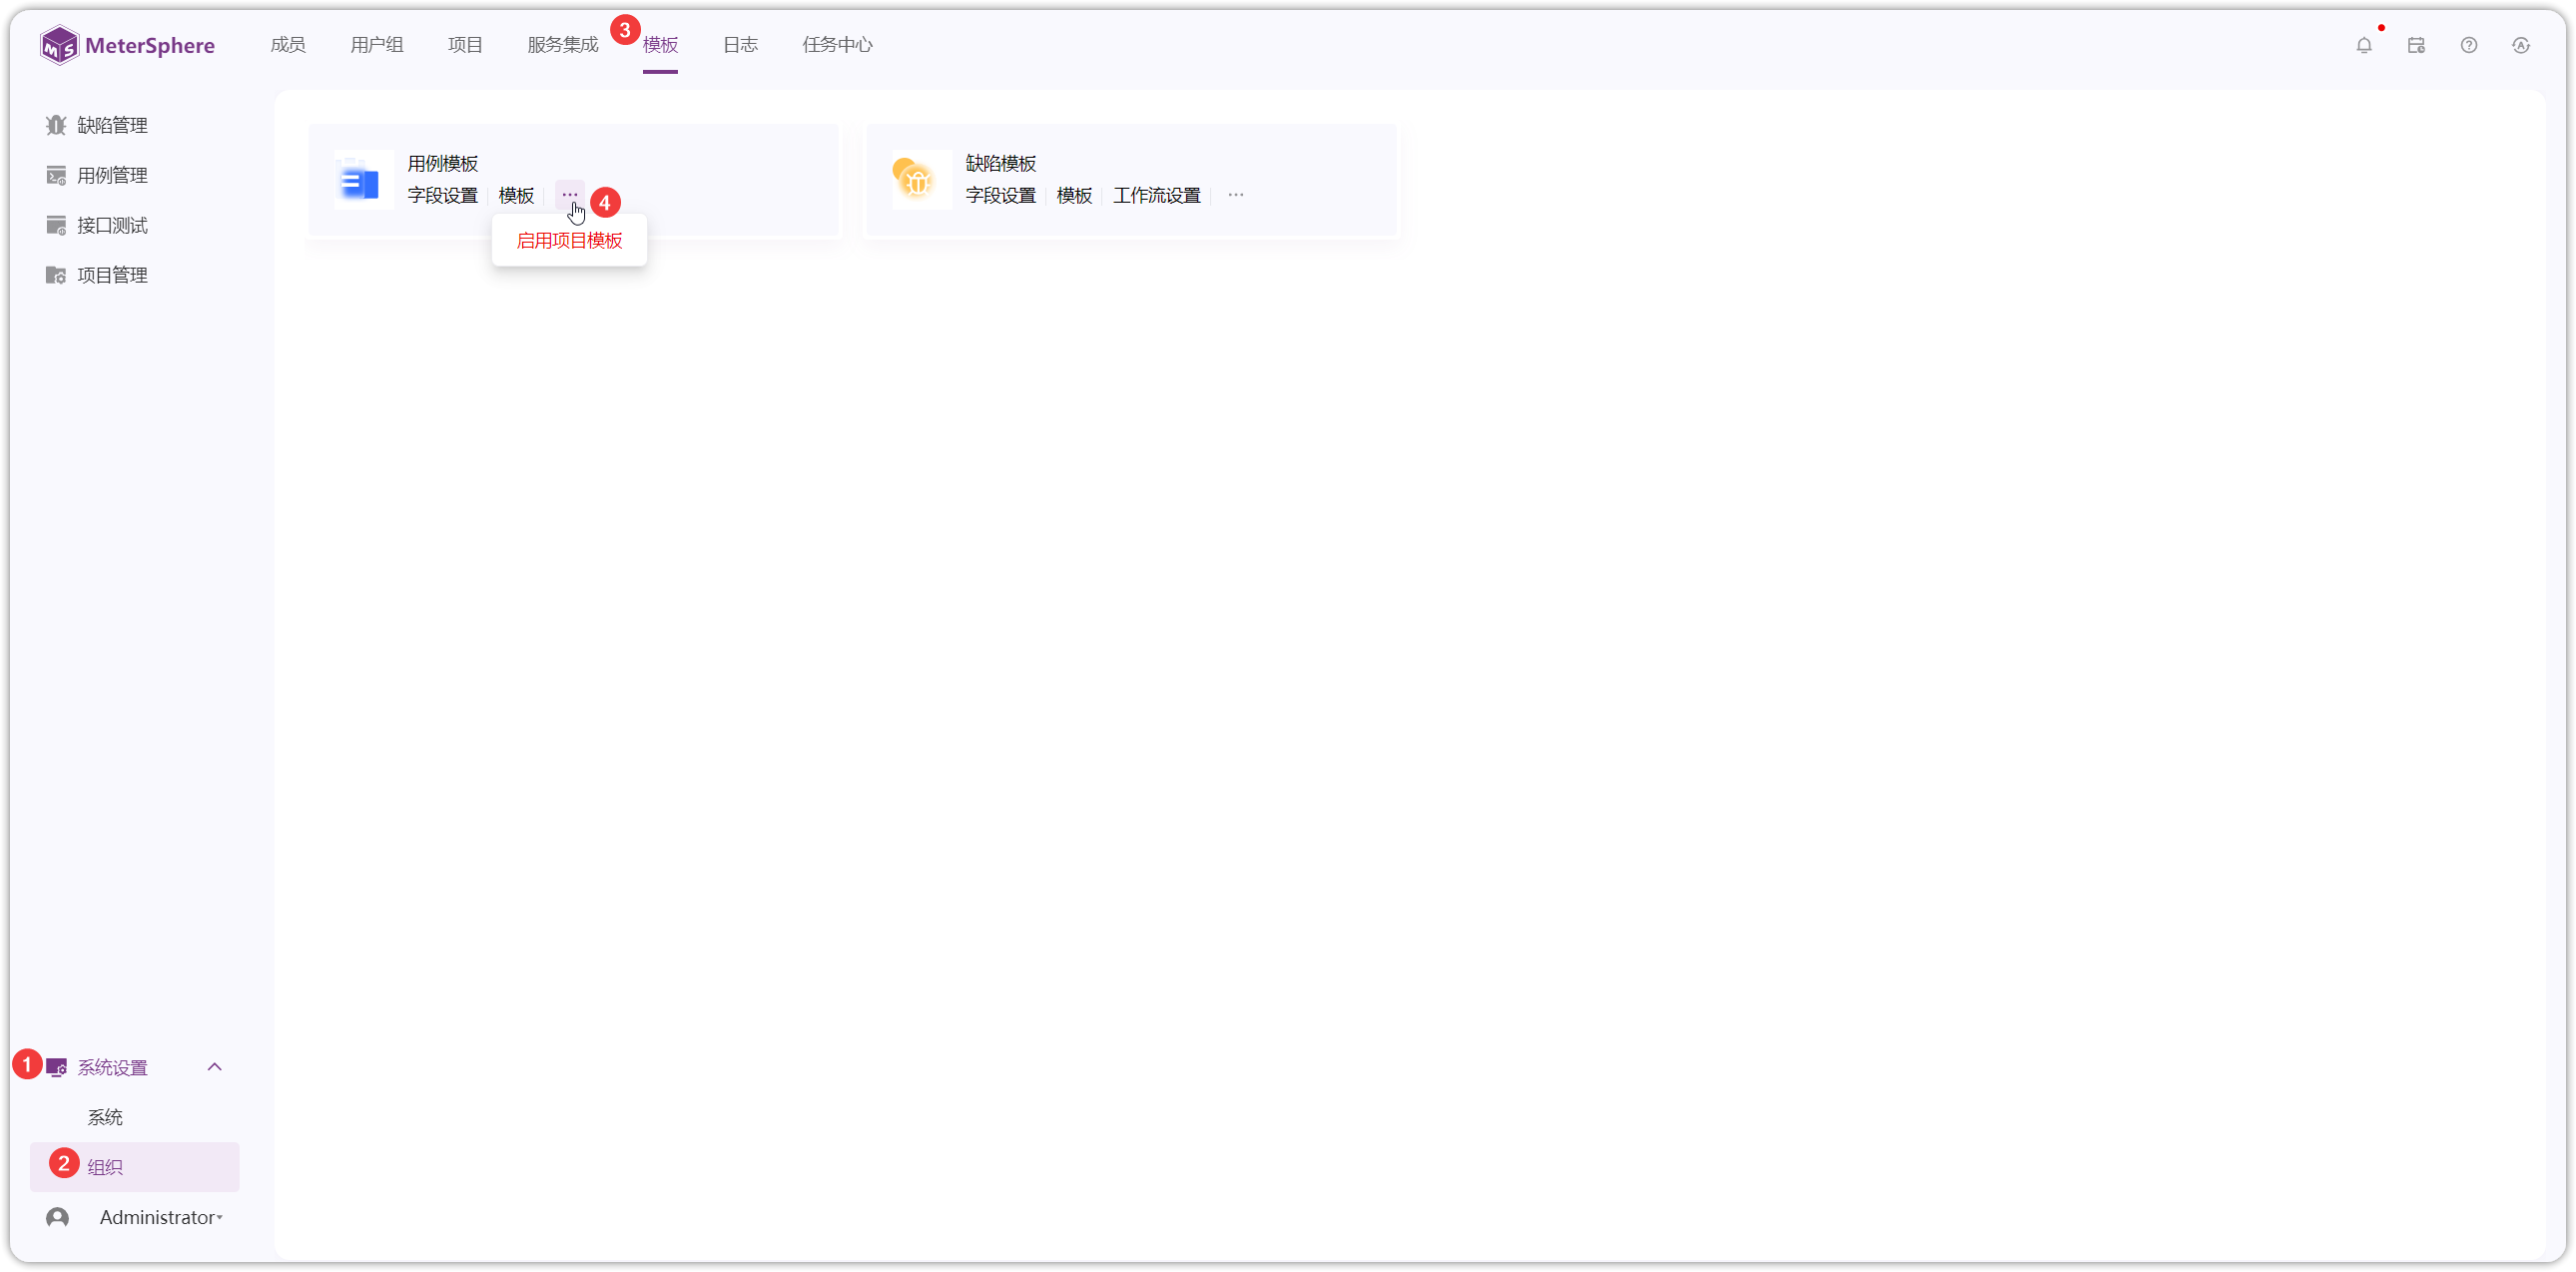 MeterSphere
成员 用户组 项目 服务集成 3 模板 日志 任务中心
缺陷管理
用例管理
接口测试
项目管理
用例模板
字段设置 模板 ... 4
启用项目模板
缺陷模板
字段设置 模板 工作流设置 ...
1 系统设置
系统
2 组织
Administrator